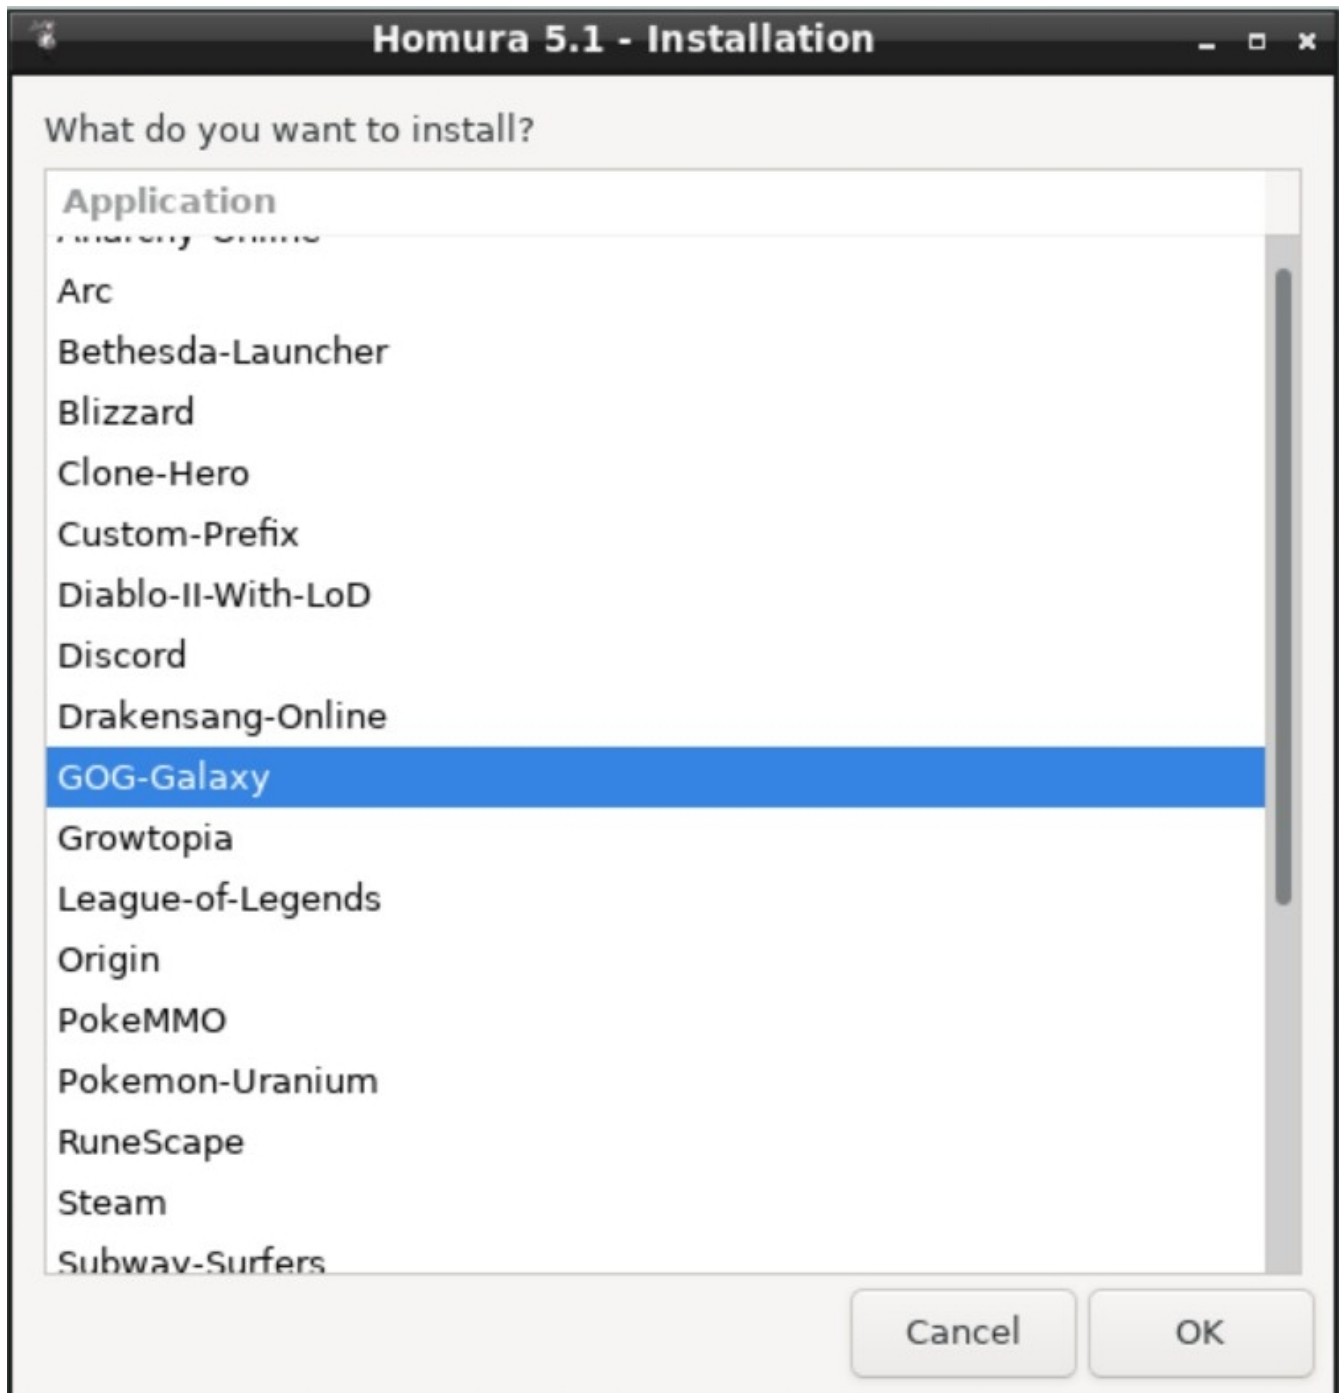 Homura 5.1 - Installation
What do you want to install?
Application
Anarchy-Online
Arc
Bethesda-Launcher
Blizzard
Clone-Hero
Custom-Prefix
Diablo-II-With-LoD
Discord
Drakensang-Online
GOG-Galaxy
Growtopia
League-of-Legends
Origin
PokeMMO
Pokemon-Uranium
RuneScape
Steam
Subway-Surfers
Cancel
OK